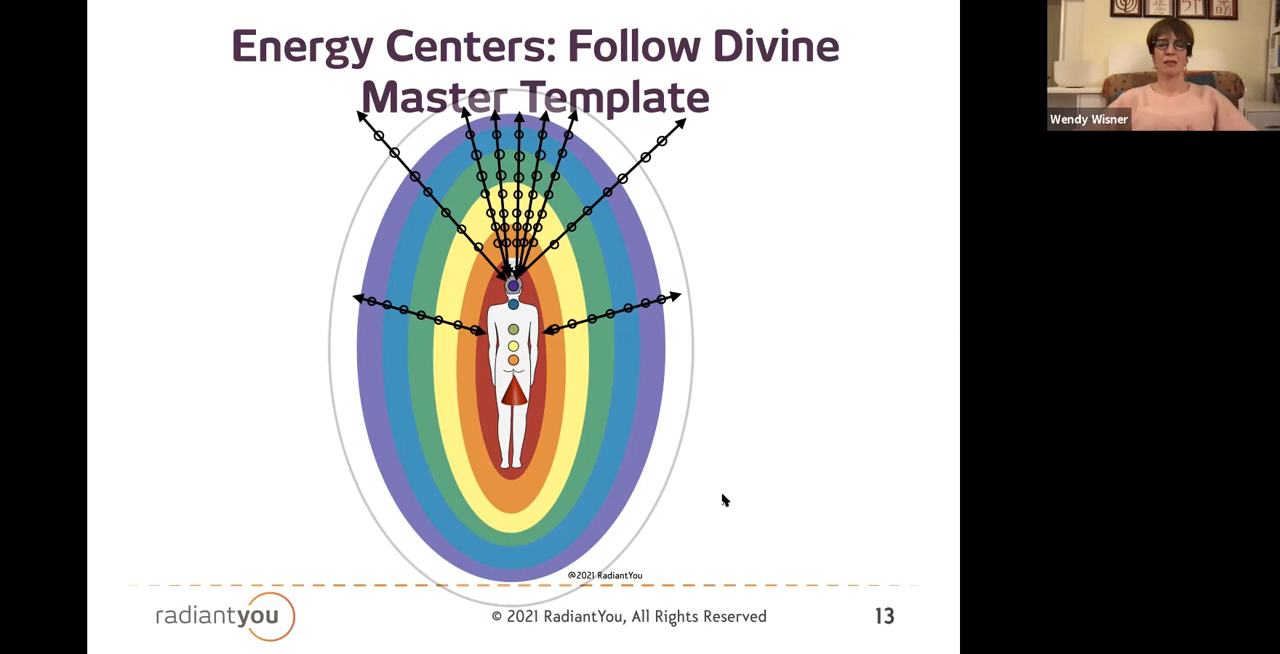 Energy Centers: Follow Divine
Master Template
Wendy Wisner
@2021 RadiantYou
radiantyou
© 2021 RadiantYou, All Rights Reserved
13